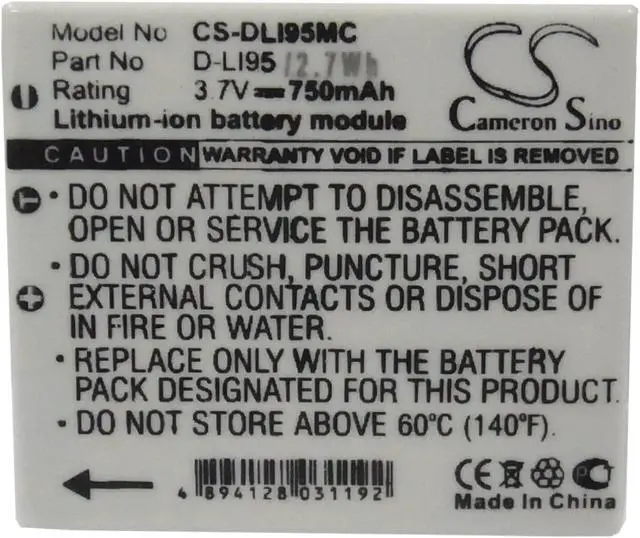 Model No CS-DLI95MC
Part No D-LI95 /2.7Wh
Rating 3.7V 750mAh
Lithium-ion battery module
CS
Cameron Sino
CAUTION WARRANTY VOID IF LABEL IS REMOVED
• DO NOT ATTEMPT TO DISASSEMBLE,
OPEN OR SERVICE THE BATTERY PACK.
• DO NOT CRUSH, PUNCTURE, SHORT
EXTERNAL CONTACTS OR DISPOSE OF
IN FIRE OR WATER.
• REPLACE ONLY WITH THE BATTERY
PACK DESIGNATED FOR THIS PRODUCT.
• DO NOT STORE ABOVE 60°C (140°F).
4 894128 031192
CE
Made in China